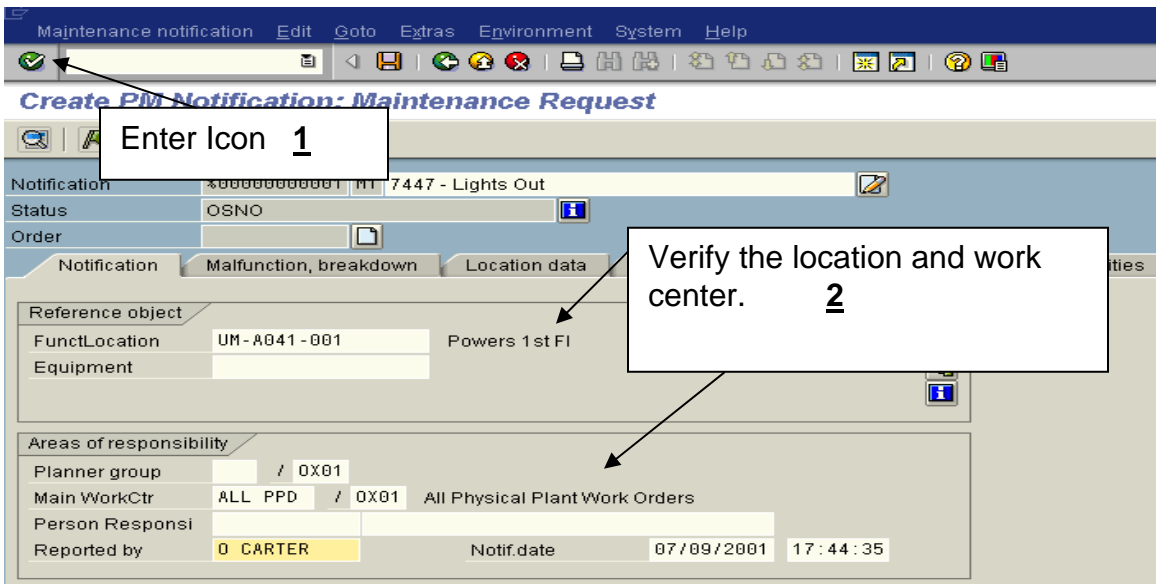 Maintenance notification Edit Goto Extras Environment System Help
Create PM Notification: Maintenance Request
Enter Icon 1
Notification %00000000001 M1 7447 - Lights Out
Status OSNO
Order
Verify the location and work
center. 2
Notification Malfunction, breakdown Location data ities
Reference object
FunctLocation UM-A041-001 Powers 1st Fl
Equipment
Areas of responsibility
Planner group / OX01
Main WorkCtr ALL PPD / OX01 All Physical Plant Work Orders
Person Responsi
Reported by O CARTER Notif.date 07/09/2001 17:44:35